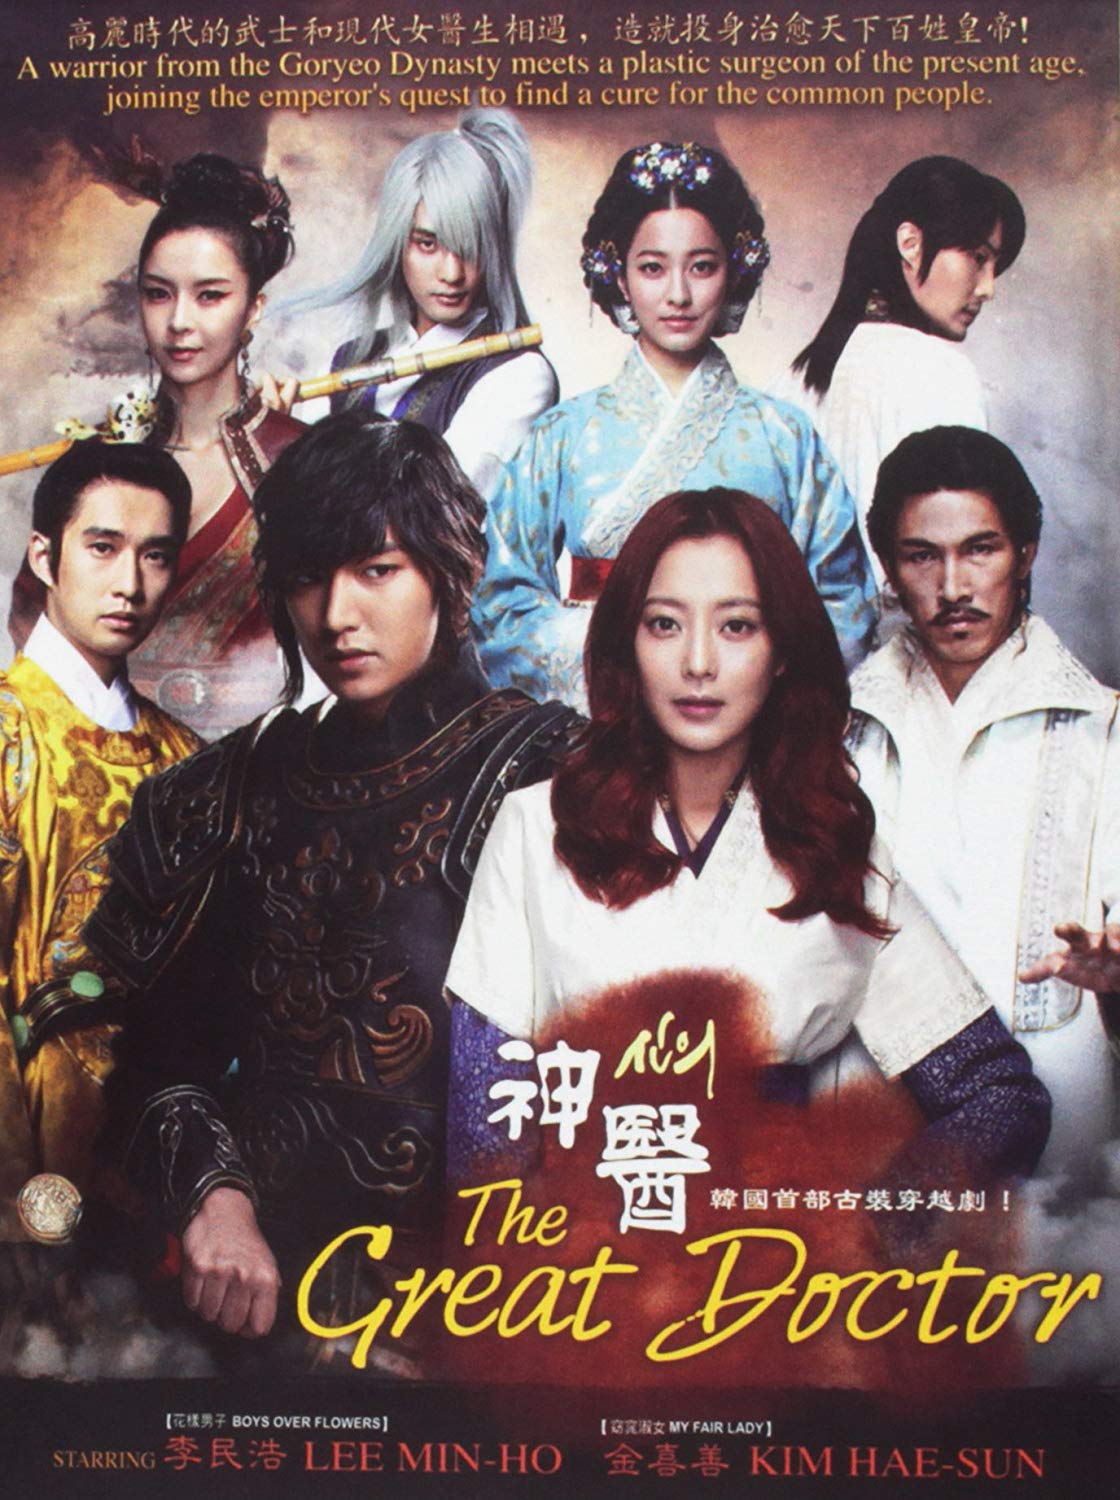 高麗時代的武士和現代女醫生相遇，造就投身治愈天下百姓皇帝!
A warrior from the Goryeo Dynasty meets a plastic surgeon of the present age,
joining the emperor's quest to find a cure for the common people.
신의
神醫
韓國首部古裝穿越劇！
The
Great Doctor
【花樣男子 BOYS OVER FLOWERS】
【窈窕淑女 MY FAIR LADY】
STARRING 李民浩 LEE MIN-HO 金喜善 KIM HAE-SUN